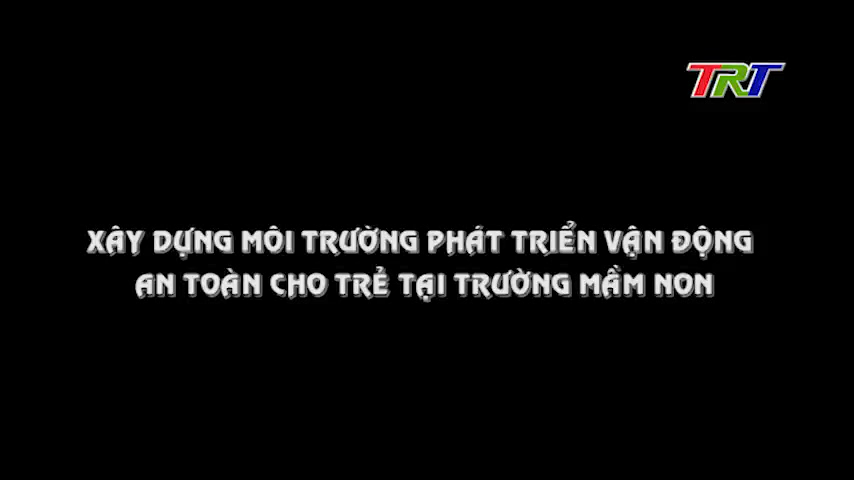 TRT
XÂY DỰNG MÔI TRƯỜNG PHÁT TRIỂN VẬN ĐỘNG
AN TOÀN CHO TRẺ TẠI TRƯỜNG MẦM NON